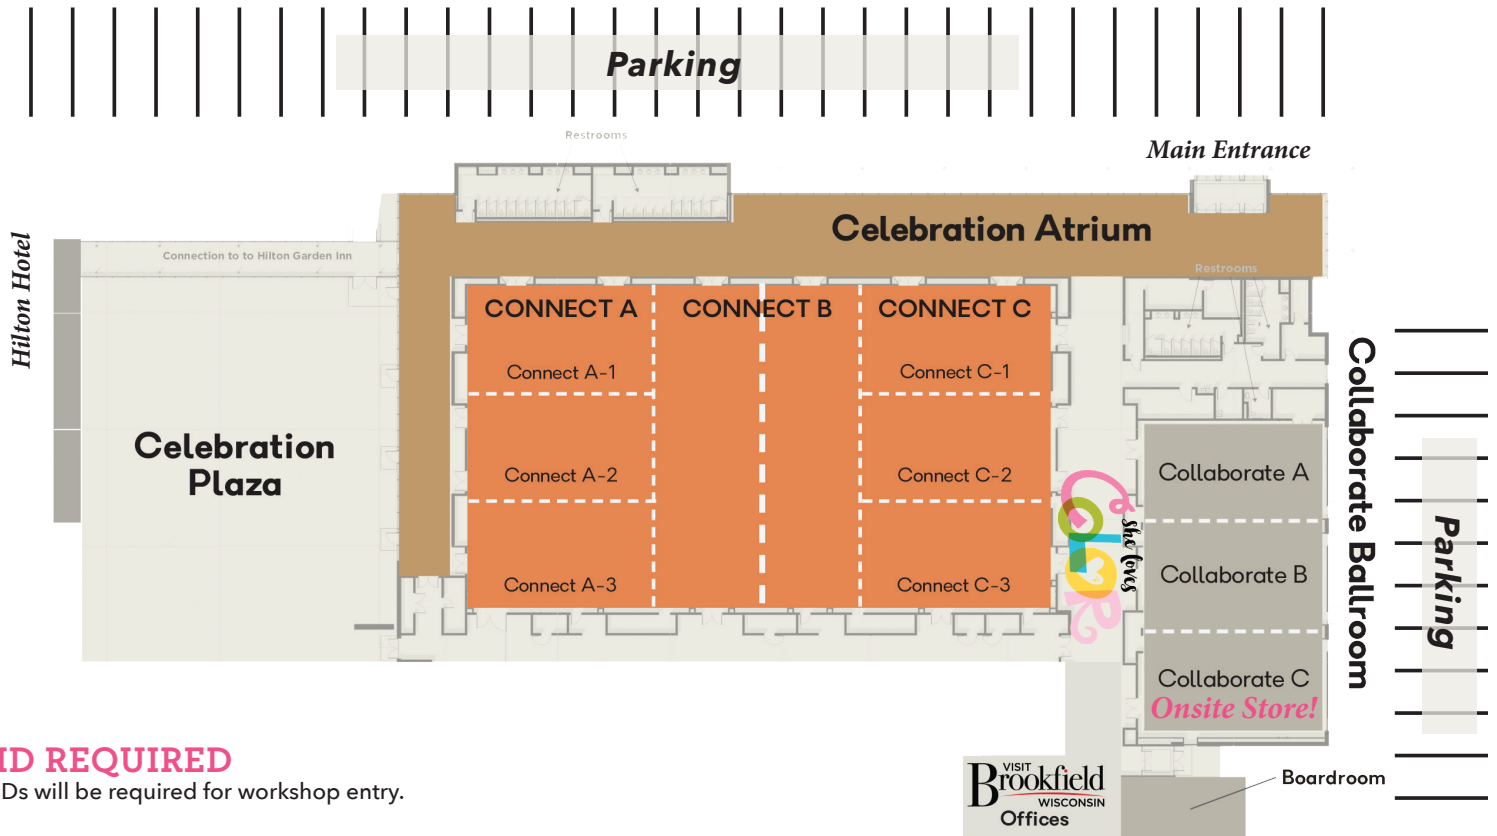 Parking
Restrooms
Main Entrance
Celebration Atrium
Hilton Hotel
Connection to to Hilton Garden Inn
Restrooms
CONNECT A
CONNECT B
CONNECT C
Connect A-1
Connect C-1
Celebration
Plaza
Connect A-2
Connect C-2
Connect A-3
Connect C-3
she loves
COLOR
Collaborate A
Collaborate B
Collaborate C
Onsite Store!
Collaborate Ballroom
Parking
ID REQUIRED
Ds will be required for workshop entry.
VISIT
Brookfield
WISCONSIN
Offices
Boardroom